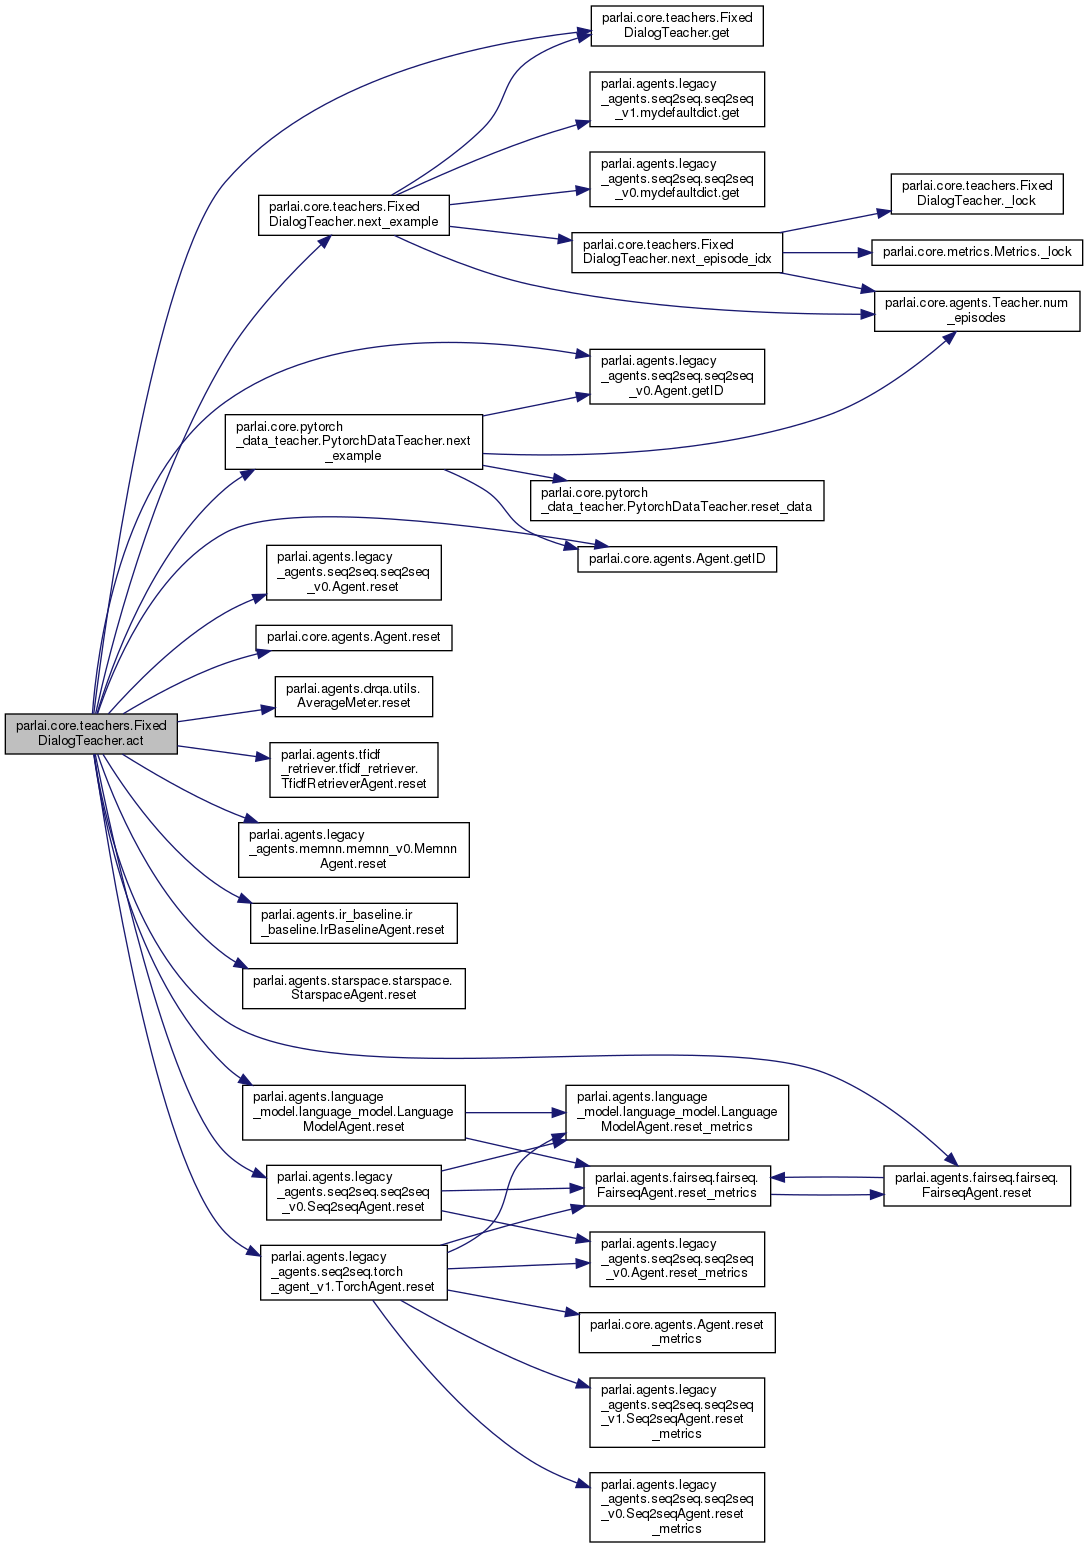 parlai.core.teachers.Fixed
DialogTeacher.get
parlai.agents.legacy
_agents.seq2seq.seq2seq
_v1.mydefaultdict.get
parlai.agents.legacy
_agents.seq2seq.seq2seq
_v0.mydefaultdict.get
parlai.core.teachers.Fixed
DialogTeacher._lock
parlai.core.teachers.Fixed
DialogTeacher.next_example
parlai.core.teachers.Fixed
DialogTeacher.next_episode_idx
parlai.core.metrics.Metrics._lock
parlai.core.agents.Teacher.num
_episodes
parlai.agents.legacy
_agents.seq2seq.seq2seq
_v0.Agent.getID
parlai.core.pytorch
_data_teacher.PytorchDataTeacher.next
_example
parlai.core.pytorch
_data_teacher.PytorchDataTeacher.reset_data
parlai.core.agents.Agent.getID
parlai.agents.legacy
_agents.seq2seq.seq2seq
_v0.Agent.reset
parlai.core.agents.Agent.reset
parlai.agents.drqa.utils.
AverageMeter.reset
parlai.core.teachers.Fixed
DialogTeacher.act
parlai.agents.tfidf
_retriever.tfidf_retriever.
TfidfRetrieverAgent.reset
parlai.agents.legacy
_agents.memnn.memnn_v0.Memnn
Agent.reset
parlai.agents.ir_baseline.ir
_baseline.IrBaselineAgent.reset
parlai.agents.starspace.starspace.
StarspaceAgent.reset
parlai.agents.language
_model.language_model.Language
ModelAgent.reset
parlai.agents.language
_model.language_model.Language
ModelAgent.reset_metrics
parlai.agents.legacy
_agents.seq2seq.seq2seq
_v0.Seq2seqAgent.reset
parlai.agents.fairseq.fairseq.
FairseqAgent.reset_metrics
parlai.agents.fairseq.fairseq.
FairseqAgent.reset
parlai.agents.legacy
_agents.seq2seq.torch
_agent_v1.TorchAgent.reset
parlai.agents.legacy
_agents.seq2seq.seq2seq
_v0.Agent.reset_metrics
parlai.core.agents.Agent.reset
_metrics
parlai.agents.legacy
_agents.seq2seq.seq2seq
_v1.Seq2seqAgent.reset
_metrics
parlai.agents.legacy
_agents.seq2seq.seq2seq
_v0.Seq2seqAgent.reset
_metrics